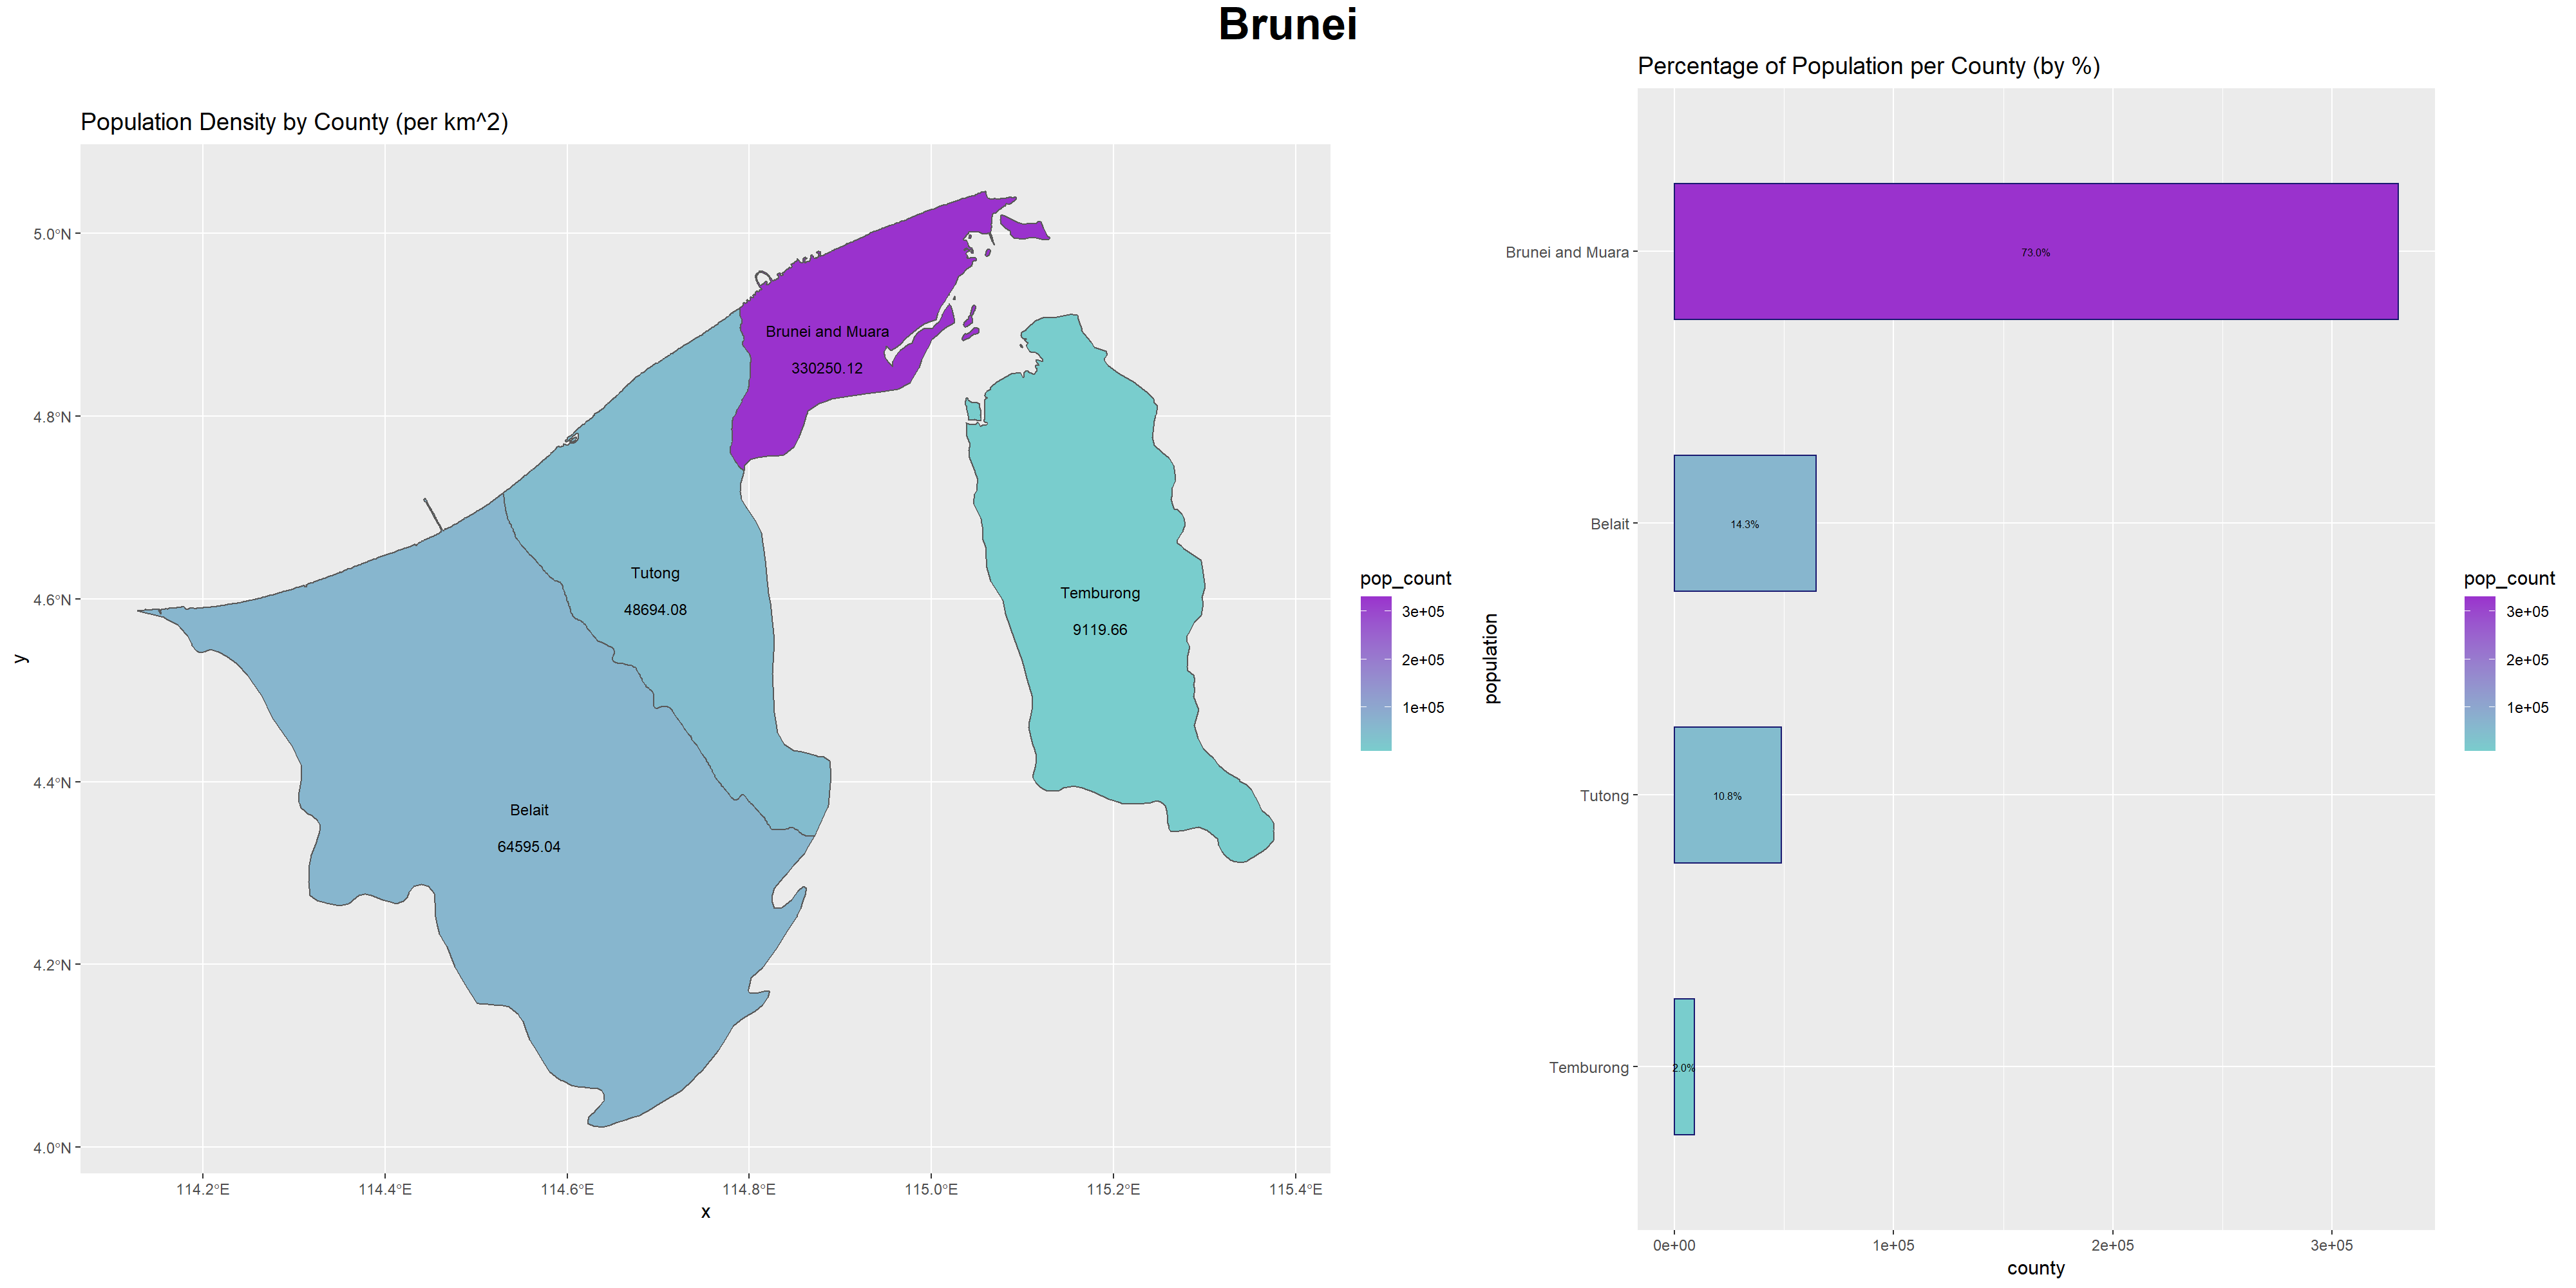 Brunei
Population Density by County (per km^2)
5.0°N
4.8°N
4.6°N
4.4°N
4.2°N
4.0°N
y
Brunei and Muara
330250.12
Tutong
48694.08
Temburong
9119.66
Belait
64595.04
114.2°E
114.4°E
114.6°E
114.8°E
115.0°E
115.2°E
115.4°E
x
pop_count
3e+05
2e+05
1e+05
Percentage of Population per County (by %)
population
Brunei and Muara
73.0%
Belait
14.3%
Tutong
10.8%
Temburong
2.0%
0e+00
1e+05
2e+05
3e+05
county
pop_count
3e+05
2e+05
1e+05